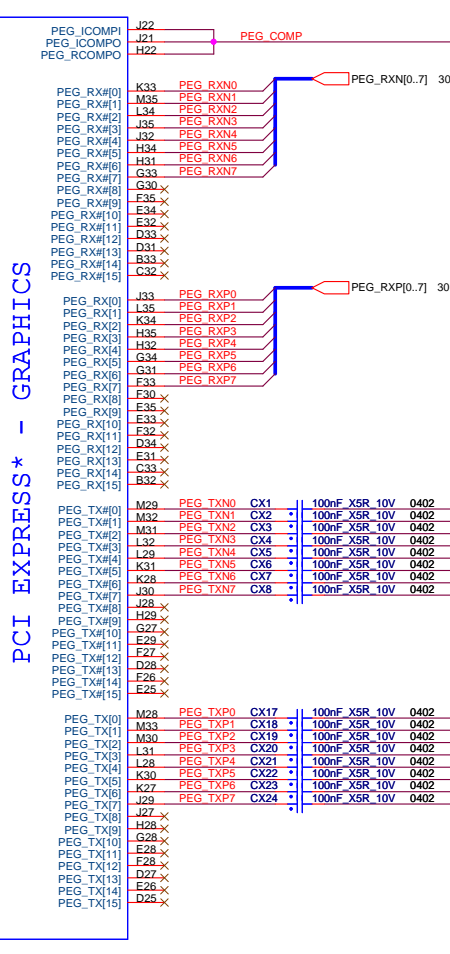 PEG_ICOMPI J22
PEG_ICOMPO J21 PEG_COMP
PEG_RCOMPO H22
PEG_RXN[0..7] 30
PEG_RX#[0] K33 PEG_RXN0
PEG_RX#[1] M35 PEG_RXN1
PEG_RX#[2] L34 PEG_RXN2
PEG_RX#[3] J35 PEG_RXN3
PEG_RX#[4] J32 PEG_RXN4
PEG_RX#[5] H34 PEG_RXN5
PEG_RX#[6] H31 PEG_RXN6
PEG_RX#[7] G33 PEG_RXN7
PEG_RX#[8] G30
PEG_RX#[9] F35
PEG_RX#[10] E34
PEG_RX#[11] E32
PEG_RX#[12] D33
PEG_RX#[13] D31
PEG_RX#[14] B33
PEG_RX#[15] C32
PCI EXPRESS* - GRAPHICS
PEG_RXP[0..7] 30
PEG_RX[0] J33 PEG_RXP0
PEG_RX[1] L35 PEG_RXP1
PEG_RX[2] K34 PEG_RXP2
PEG_RX[3] H35 PEG_RXP3
PEG_RX[4] H32 PEG_RXP4
PEG_RX[5] G34 PEG_RXP5
PEG_RX[6] G31 PEG_RXP6
PEG_RX[7] F33 PEG_RXP7
PEG_RX[8] F30
PEG_RX[9] E35
PEG_RX[10] E33
PEG_RX[11] F32
PEG_RX[12] D34
PEG_RX[13] E31
PEG_RX[14] C33
PEG_RX[15] B32
PEG_TX#[0] M29 PEG_TXN0 CX1 100nF_X5R_10V 0402
PEG_TX#[1] M32 PEG_TXN1 CX2 100nF_X5R_10V 0402
PEG_TX#[2] M31 PEG_TXN2 CX3 100nF_X5R_10V 0402
PEG_TX#[3] L32 PEG_TXN3 CX4 100nF_X5R_10V 0402
PEG_TX#[4] L29 PEG_TXN4 CX5 100nF_X5R_10V 0402
PEG_TX#[5] K31 PEG_TXN5 CX6 100nF_X5R_10V 0402
PEG_TX#[6] K28 PEG_TXN6 CX7 100nF_X5R_10V 0402
PEG_TX#[7] J30 PEG_TXN7 CX8 100nF_X5R_10V 0402
PEG_TX#[8] J28
PEG_TX#[9] H29
PEG_TX#[10] G27
PEG_TX#[11] E29
PEG_TX#[12] F27
PEG_TX#[13] D28
PEG_TX#[14] F26
PEG_TX#[15] E25
PEG_TX[0] M28 PEG_TXP0 CX17 100nF_X5R_10V 0402
PEG_TX[1] M33 PEG_TXP1 CX18 100nF_X5R_10V 0402
PEG_TX[2] M30 PEG_TXP2 CX19 100nF_X5R_10V 0402
PEG_TX[3] L31 PEG_TXP3 CX20 100nF_X5R_10V 0402
PEG_TX[4] L28 PEG_TXP4 CX21 100nF_X5R_10V 0402
PEG_TX[5] K30 PEG_TXP5 CX22 100nF_X5R_10V 0402
PEG_TX[6] K27 PEG_TXP6 CX23 100nF_X5R_10V 0402
PEG_TX[7] J29 PEG_TXP7 CX24 100nF_X5R_10V 0402
PEG_TX[8] J27
PEG_TX[9] H28
PEG_TX[10] G28
PEG_TX[11] E28
PEG_TX[12] F28
PEG_TX[13] D27
PEG_TX[14] E26
PEG_TX[15] D25